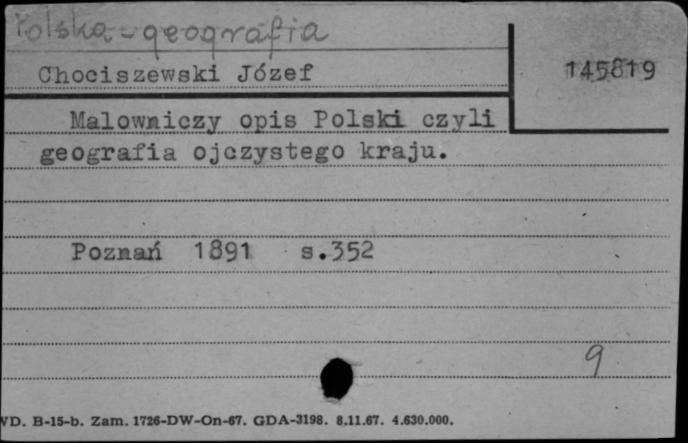 Polska - geografia
Chociszewski Józef
145819
Malowniczy opis Polski czyli
geografia ojczystego kraju.
Poznań 1891 s.352
9
VD. B-15-b. Zam. 1726-DW-On-67. GDA-3198. 8.11.67. 4.630.000.